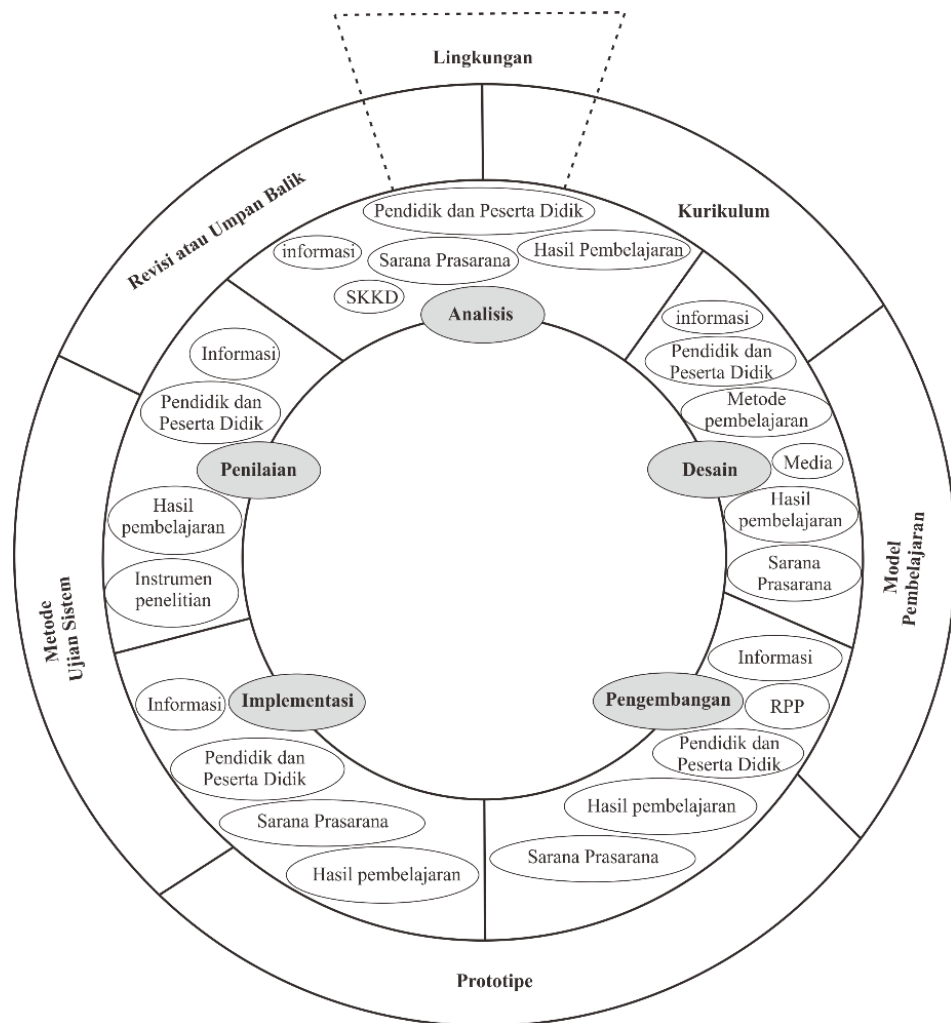 Lingkungan
Kurikulum
Revisi atau Umpan Balik
Pendidik dan Peserta Didik
informasi
Sarana Prasarana
Hasil Pembelajaran
SKKD
Analisis
informasi
Pendidik dan
Peserta Didik
Metode
pembelajaran
Desain
Media
Hasil
pembelajaran
Sarana
Prasarana
Model
Pembelajaran
Informasi
RPP
Pengembangan
Pendidik dan
Peserta Didik
Hasil pembelajaran
Sarana Prasarana
Prototipe
Informasi
Implementasi
Pendidik dan
Peserta Didik
Sarana Prasarana
Hasil pembelajaran
Metode
Ujian Sistem
Informasi
Pendidik dan
Peserta Didik
Penilaian
Hasil
pembelajaran
Instrumen
penelitian